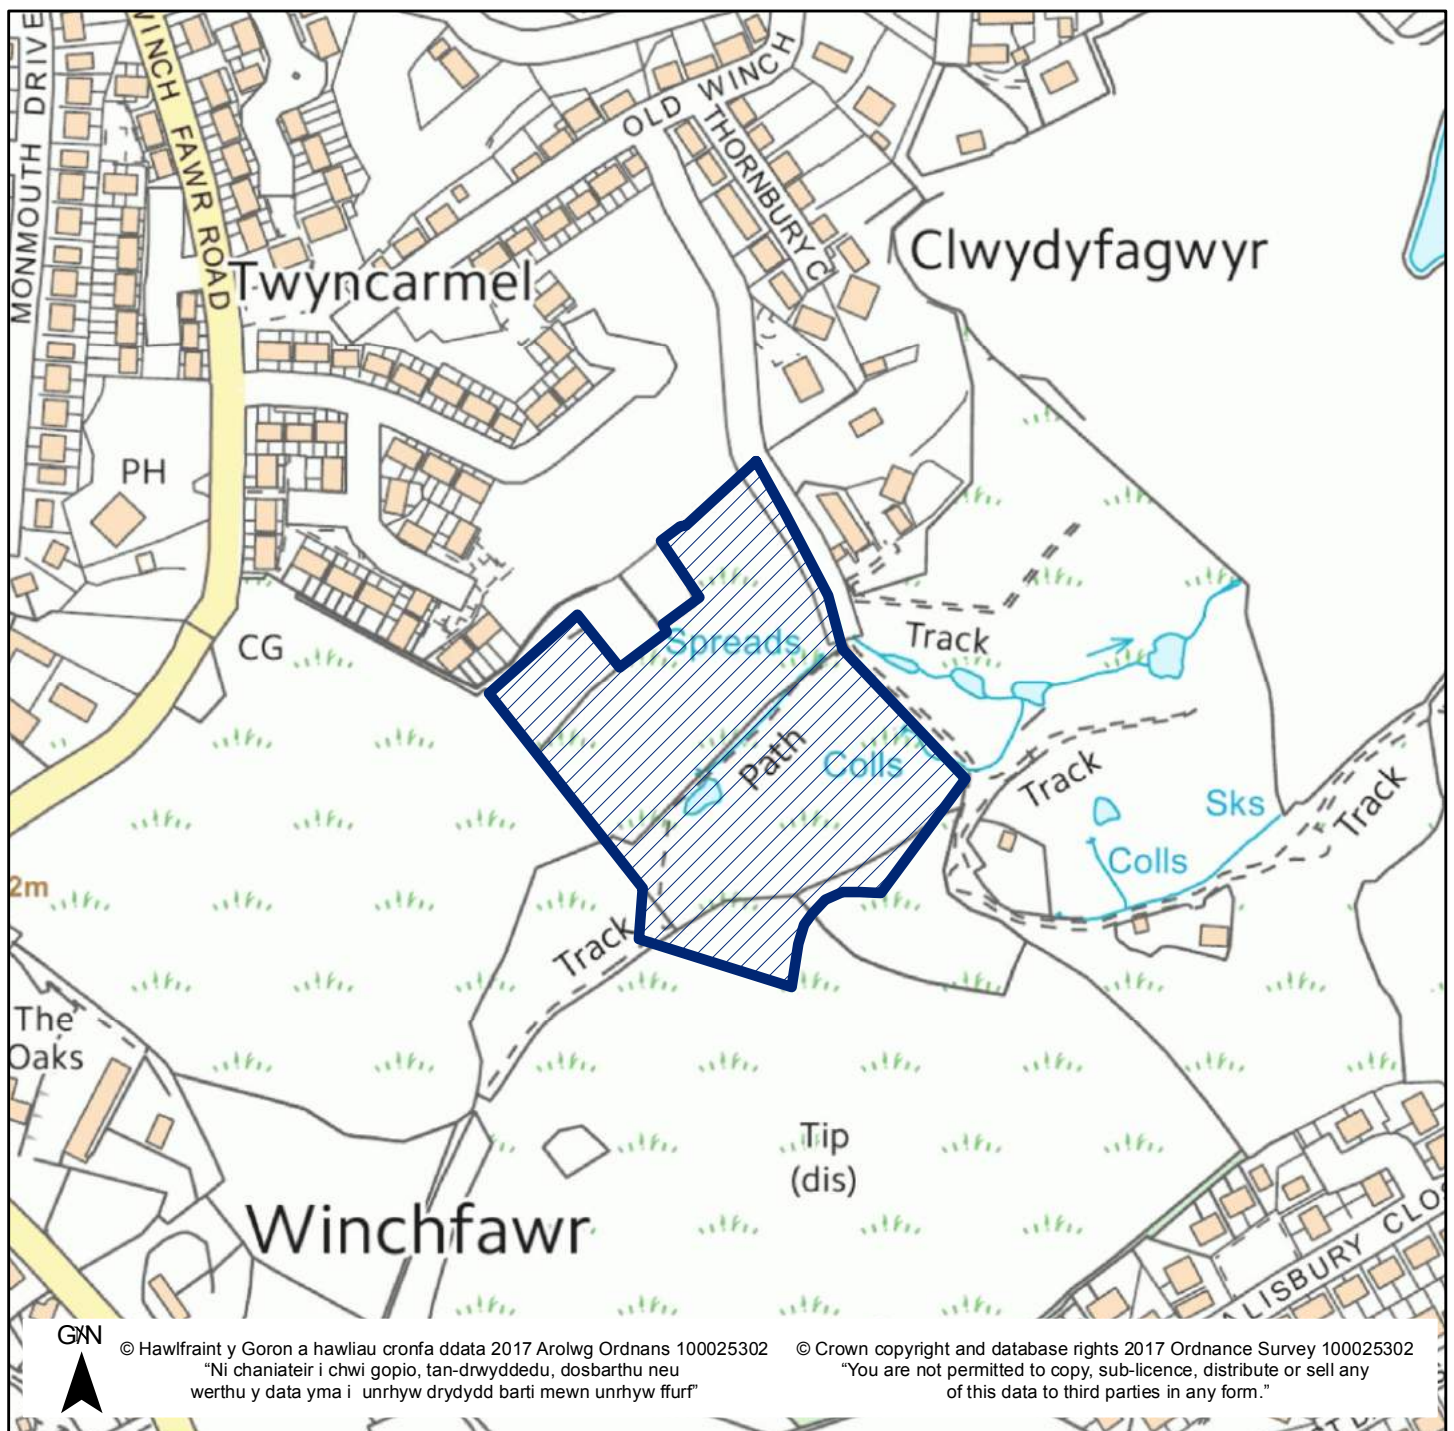 MONMOUTH DRIVE
WINCH FAWR ROAD
OLD WINCH
THORNBURY C
Clwydyfagwyr
Twyncarmel
PH
CG
Spreads
Track
Path
Colls
Track
Sks
Track
Colls
2m
Track
The
Oaks
Tip
(dis)
Winchfawr
ALISBURY CLO
© Hawlfraint y Goron a hawliau cronfa ddata 2017 Arolwg Ordnans 100025302
“Ni chaniateir i chwi gopio, tan-drwyddedu, dosbarthu neu
werthu y data yma i unrhyw drydydd barti mewn unrhyw ffurf”
© Crown copyright and database rights 2017 Ordnance Survey 100025302
“You are not permitted to copy, sub-licence, distribute or sell any
of this data to third parties in any form.”